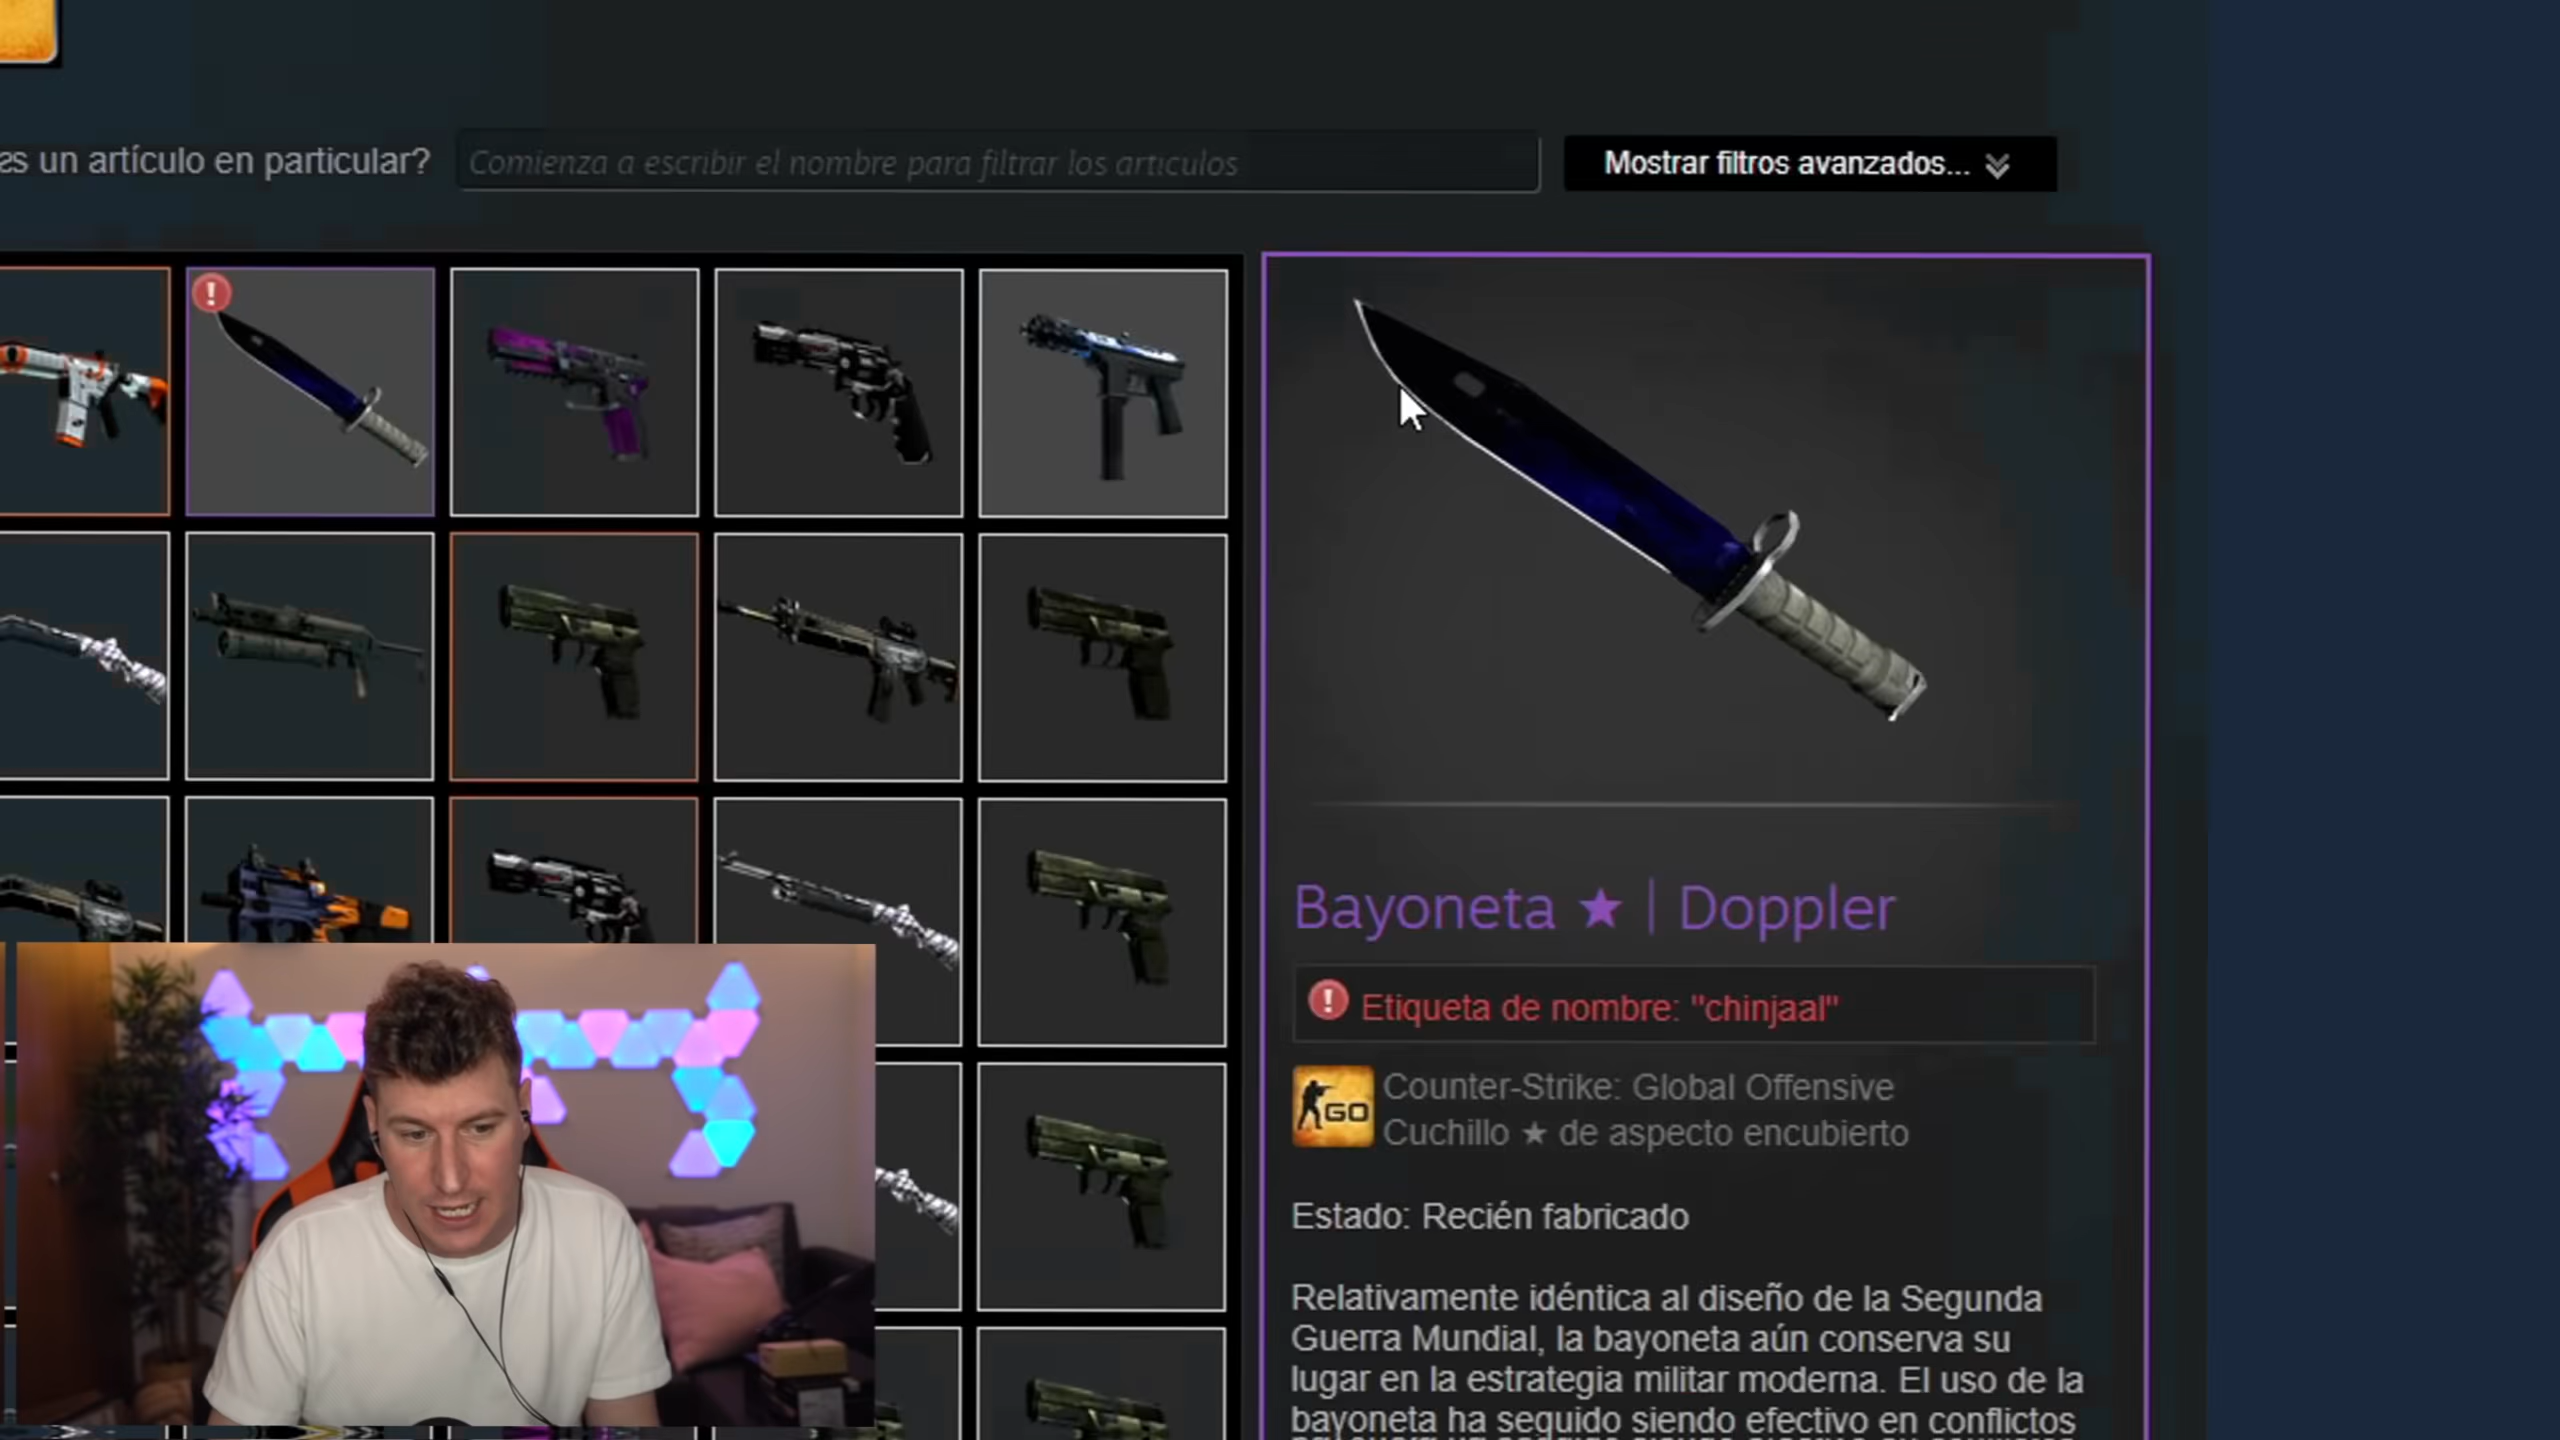 es un artículo en particular?
Comienza a escribir el nombre para filtrar los artículos
Mostrar filtros avanzados...
Bayoneta ★ | Doppler
Etiqueta de nombre: "chinjaal"
GO
Counter-Strike: Global Offensive
Cuchillo ★ de aspecto encubierto
Estado: Recién fabricado
Relativamente idéntica al diseño de la Segunda
Guerra Mundial, la bayoneta aún conserva su
lugar en la estrategia militar moderna. El uso de la
bayoneta ha seguido siendo efectivo en conflictos